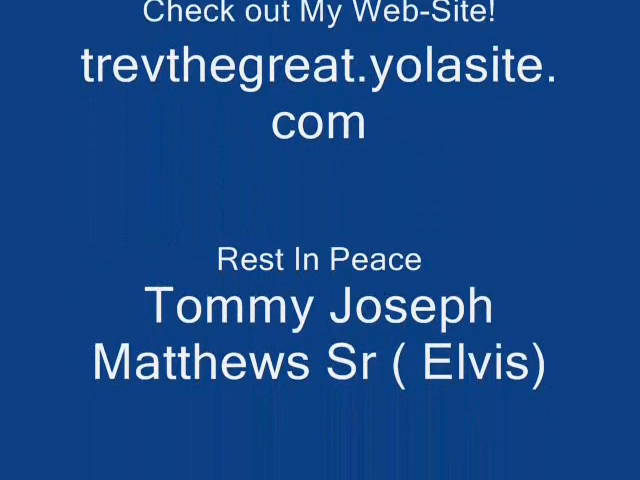 Check out My Web-Site!
trevthegreat.yolasite.
com
Rest In Peace
Tommy Joseph
Matthews Sr ( Elvis)